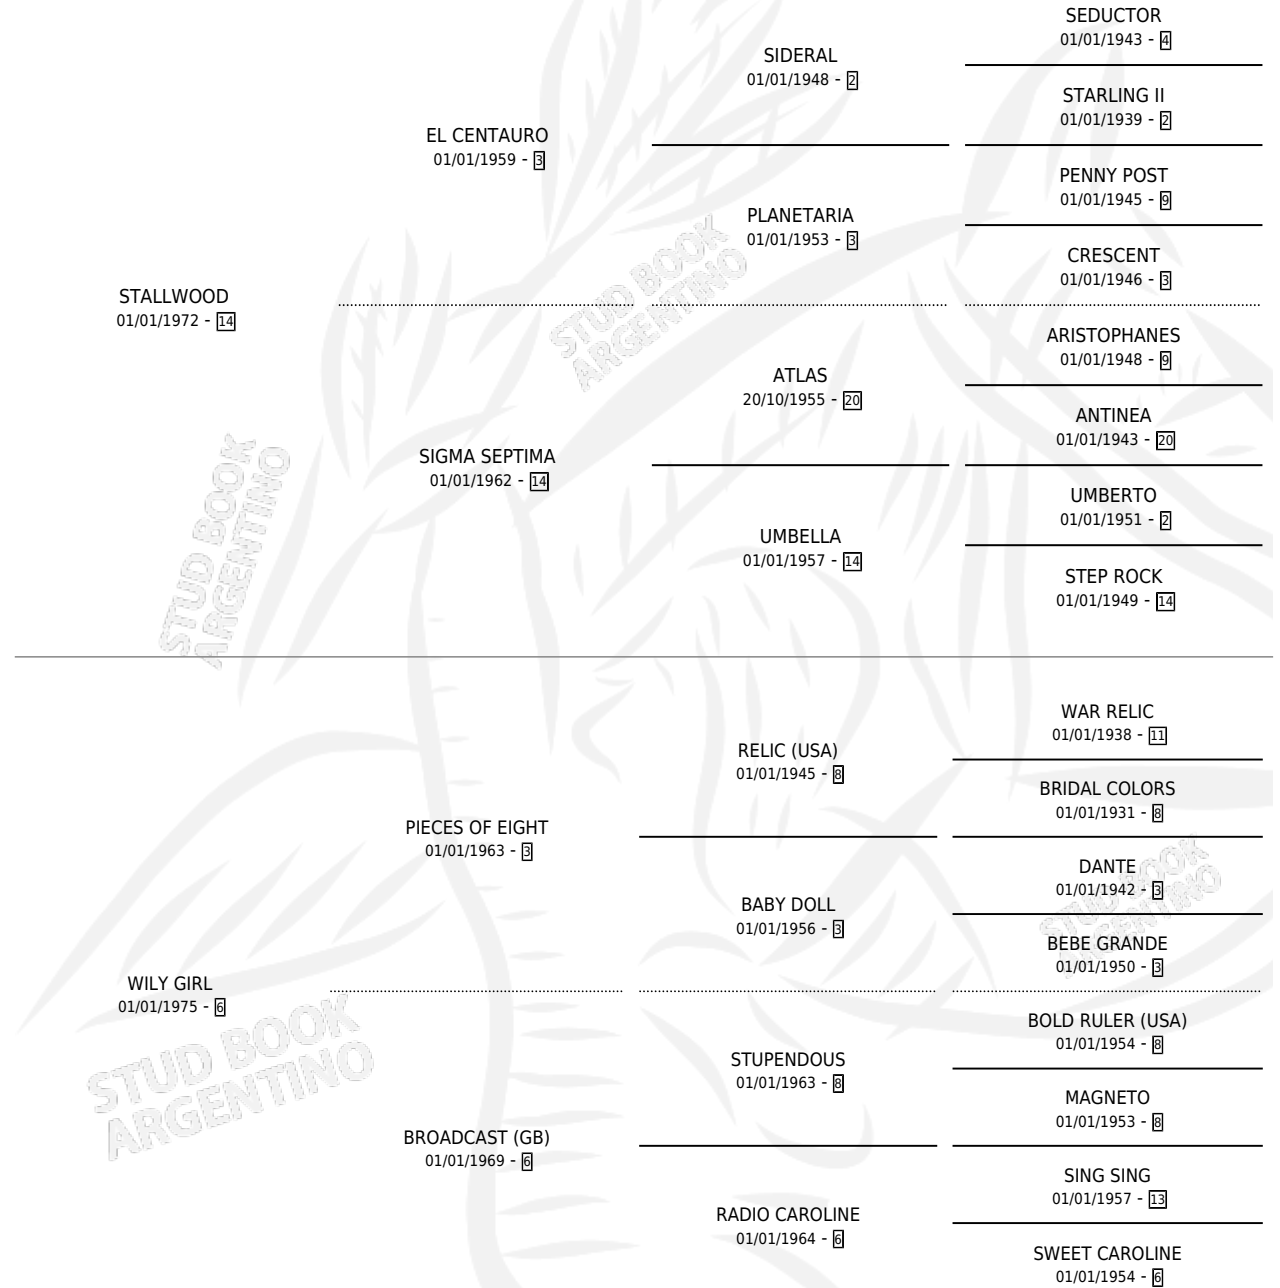 SEDUCTOR
01/01/1943 - 4
SIDERAL
01/01/1948 - 2
STARLING II
01/01/1939 - 2
EL CENTAURO
01/01/1959 - 3
PENNY POST
01/01/1945 - 9
PLANETARIA
01/01/1953 - 3
CRESCENT
01/01/1946 - 3
STALLWOOD
01/01/1972 - 14
ARISTOPHANES
01/01/1948 - 9
ATLAS
20/10/1955 - 20
ANTINEA
01/01/1943 - 20
SIGMA SEPTIMA
01/01/1962 - 14
UMBERTO
01/01/1951 - 2
UMBELLA
01/01/1957 - 14
STEP ROCK
01/01/1949 - 14
STUD BOOK
ARGENTINO
STUD BOOK
ARGENTINO
WAR RELIC
01/01/1938 - 11
RELIC (USA)
01/01/1945 - 8
BRIDAL COLORS
01/01/1931 - 8
PIECES OF EIGHT
01/01/1963 - 3
DANTE
01/01/1942 - 3
BABY DOLL
01/01/1956 - 3
BEBE GRANDE
01/01/1950 - 3
WILY GIRL
01/01/1975 - 6
BOLD RULER (USA)
01/01/1954 - 8
STUPENDOUS
01/01/1963 - 8
MAGNETO
01/01/1953 - 8
BROADCAST (GB)
01/01/1969 - 6
SING SING
01/01/1957 - 13
RADIO CAROLINE
01/01/1964 - 6
SWEET CAROLINE
01/01/1954 - 6
STUD BOOK
ARGENTINO
STUD BOOK
ARGENTINO